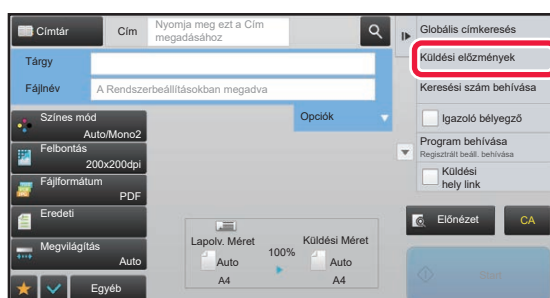 Címtár
Cím
Nyomja meg ezt a Cím
megadásához
Tárgy
Fájlnév
A Rendszerbeállításokban megadva
Színes mód
Auto/Mono2
Felbontás
200x200dpi
Fájlformátum
PDF
Eredeti
Megvilágítás
Auto
Egyéb
Opciók
Lapolv. Méret
Auto
A4
100%
Küldési Méret
Auto
A4
Globális címkeresés
Küldési előzmények
Keresési szám behívása
Igazoló bélyegző
Program behívása
Regisztrált beáll. behívása
Küldési
hely link
Előnézet
CA
Start